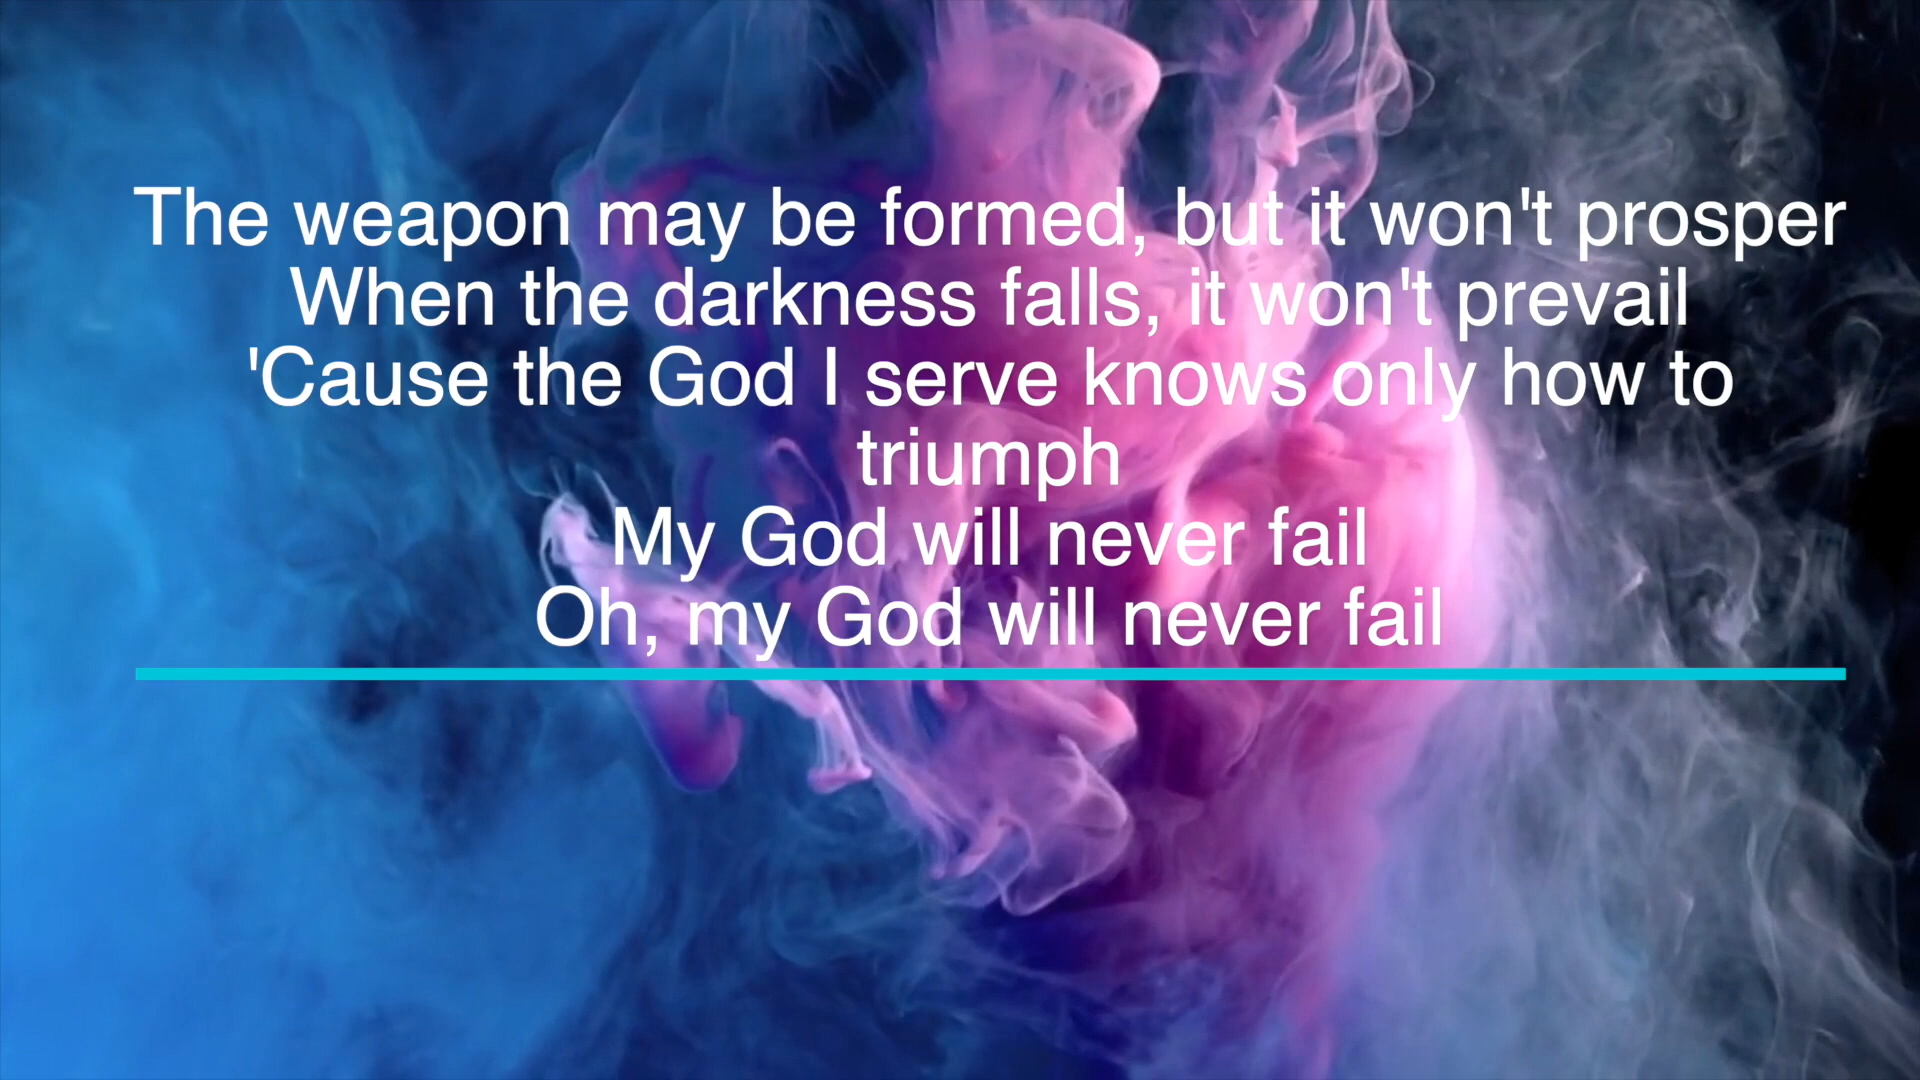 The weapon may be formed, but it won't prosper
When the darkness falls, it won't prevail
'Cause the God I serve knows only how to
triumph
My God will never fail
Oh, my God will never fail